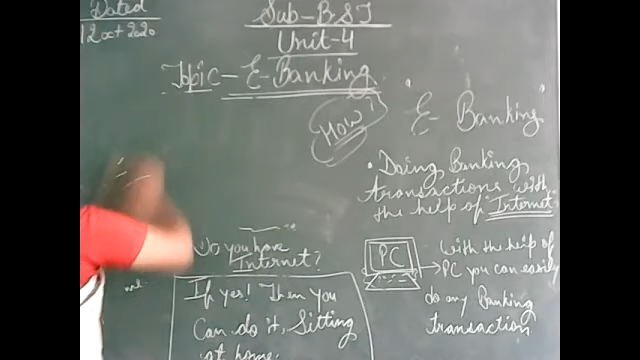 Dated
12 Oct 2020
Sub-BST
Unit-4
Topic - E-Banking
How?
"E-Banking"
• Doing Banking
transactions with
the help of "Internet"
PC
With the help of
PC you can easily
do any Banking
transaction
Do you have
Internet?
If yes! Then you
Can do it, Sitting
at home.